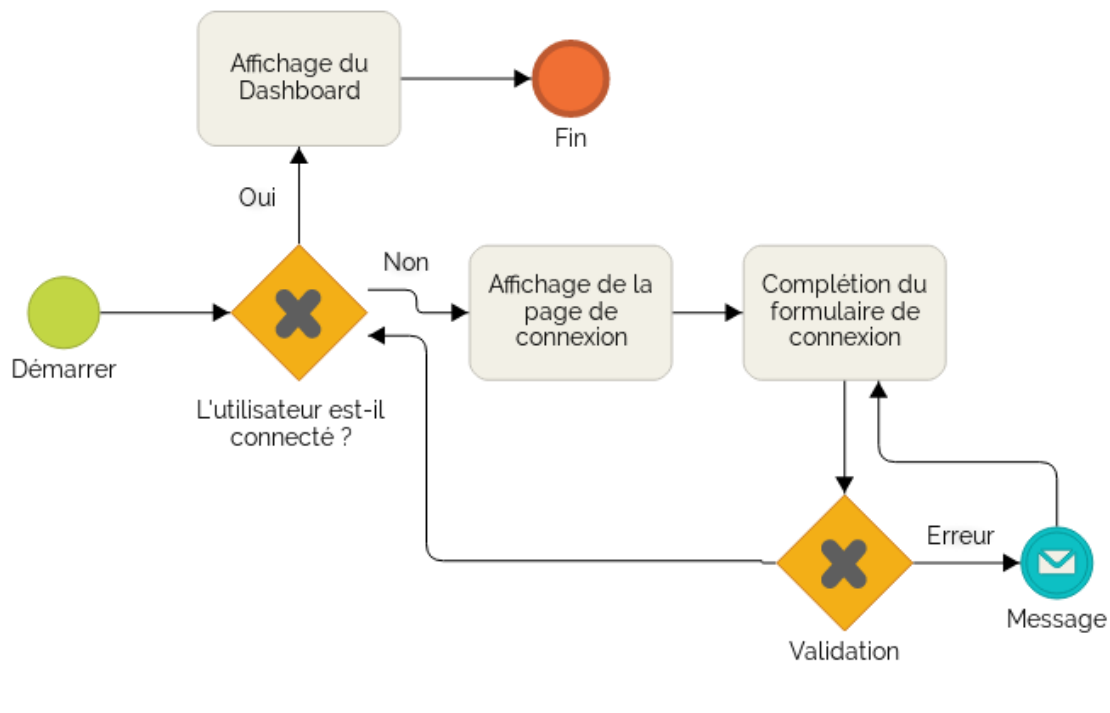 Affichage du
Dashboard
Fin
Oui
Non
Affichage de la
page de
connexion
Complétion du
formulaire de
connexion
Démarrer
L'utilisateur est-il
connecté ?
Erreur
Message
Validation